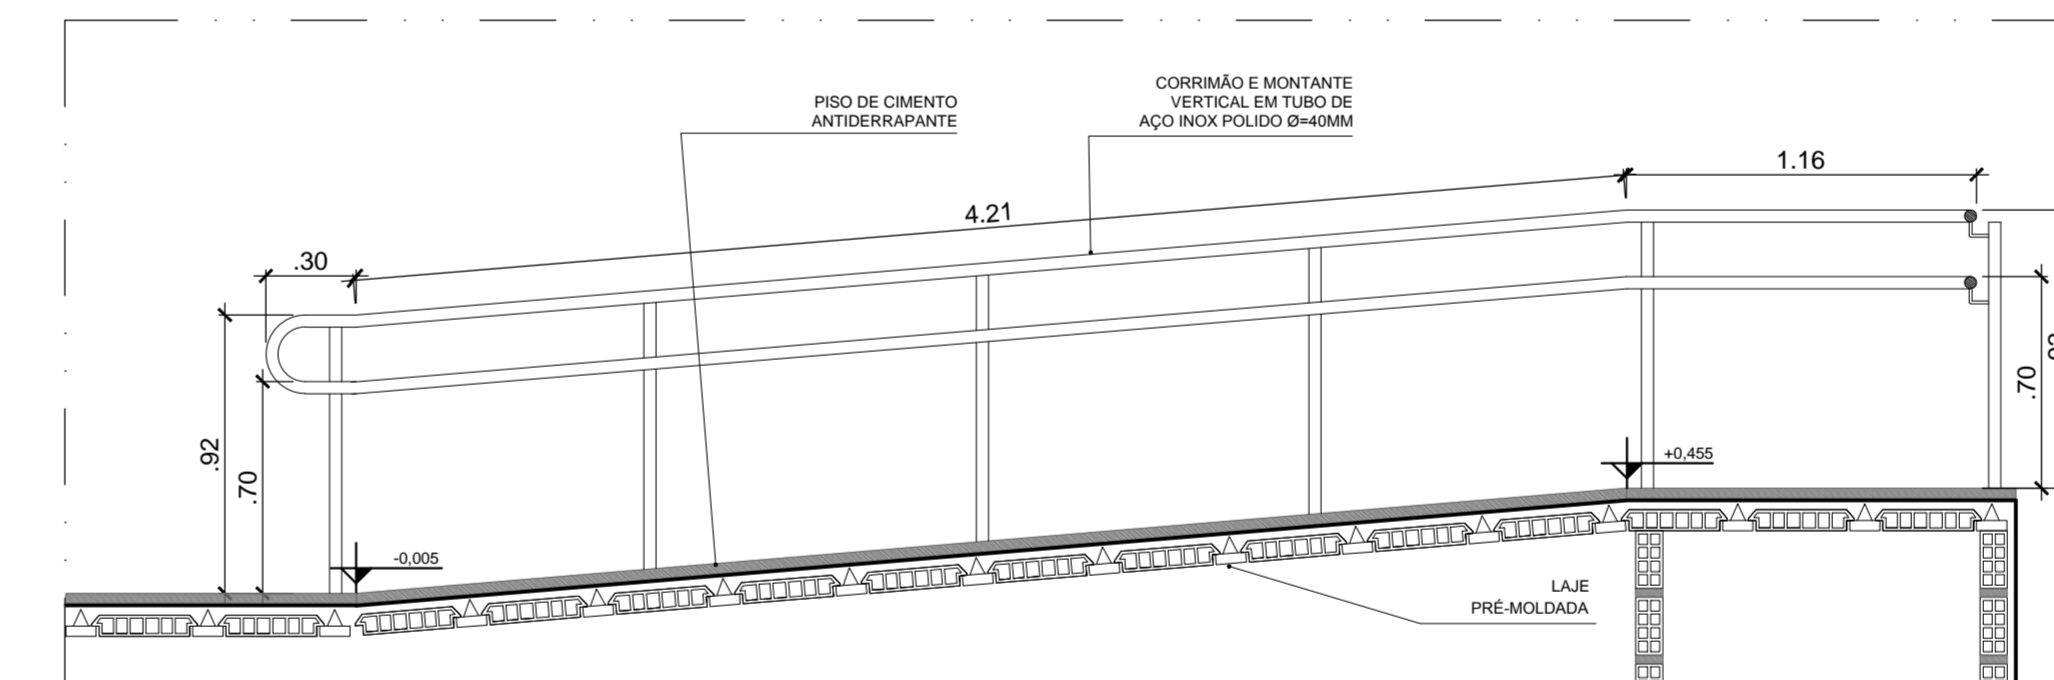 CORRIMÃO E MONTANTE
VERTICAL EM TUBO DE
AÇO INOX POLIDO Ø=40MM
PISO DE CIMENTO
ANTIDERRAPANTE
1.16
4.21
.30
.92
.70
.70
+0,455
-0,005
LAJE
PRÉ-MOLDADA